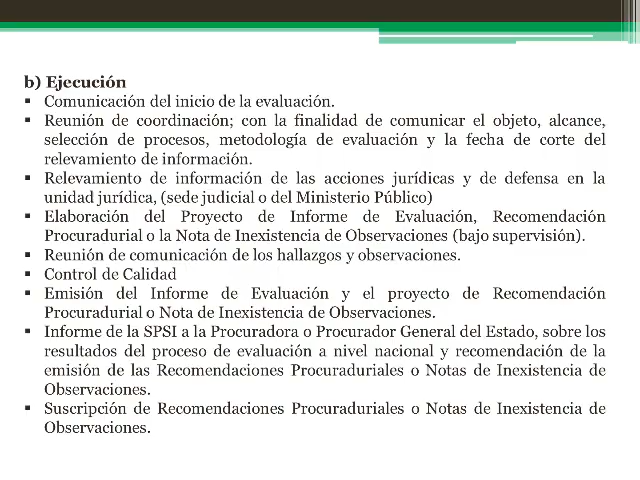 b) Ejecución
▪ Comunicación del inicio de la evaluación.
▪ Reunión de coordinación; con la finalidad de comunicar el objeto, alcance,
selección de procesos, metodología de evaluación y la fecha de corte del
relevamiento de información.
▪ Relevamiento de información de las acciones jurídicas y de defensa en la
unidad jurídica, (sede judicial o del Ministerio Público)
▪ Elaboración del Proyecto de Informe de Evaluación, Recomendación
Procuradurial o la Nota de Inexistencia de Observaciones (bajo supervisión).
▪ Reunión de comunicación de los hallazgos y observaciones.
▪ Control de Calidad
▪ Emisión del Informe de Evaluación y el proyecto de Recomendación
Procuradurial o Nota de Inexistencia de Observaciones.
▪ Informe de la SPSI a la Procuradora o Procurador General del Estado, sobre los
resultados del proceso de evaluación a nivel nacional y recomendación de la
emisión de las Recomendaciones Procuraduriales o Notas de Inexistencia de
Observaciones.
▪ Suscripción de Recomendaciones Procuraduriales o Notas de Inexistencia de
Observaciones.